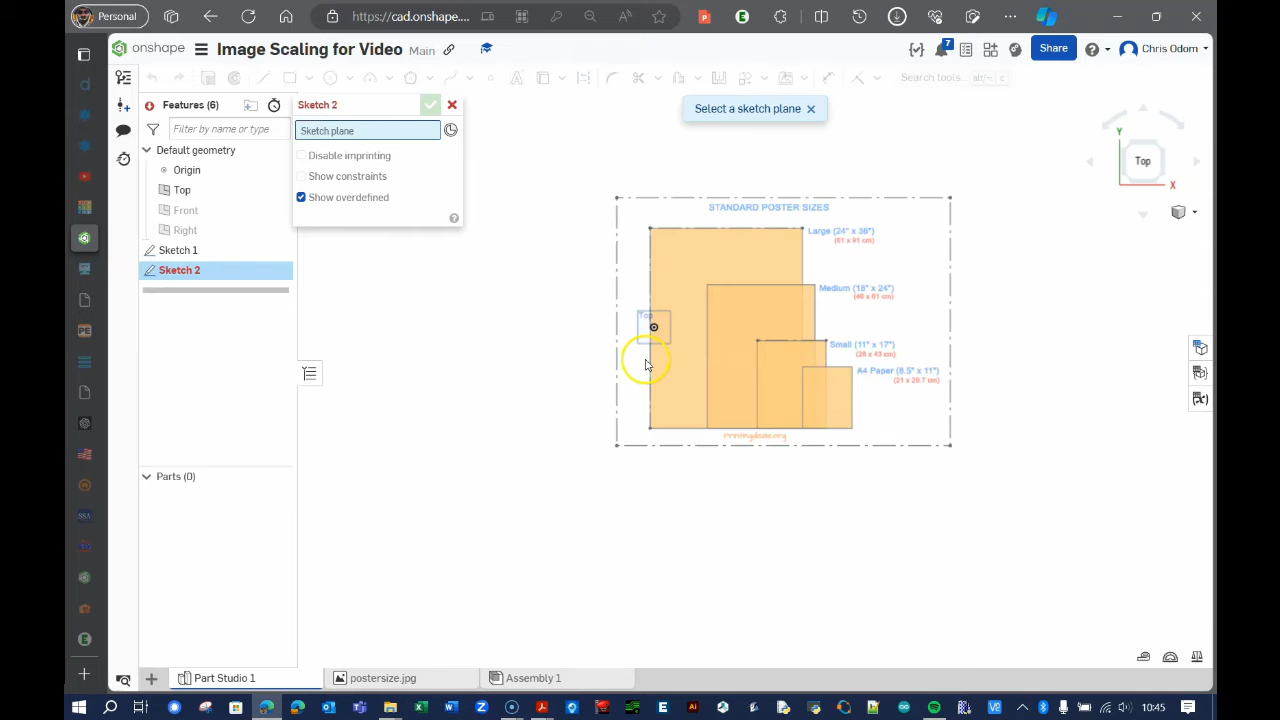 Personal
https://cad.onshape....
onshape
Image Scaling for Video Main
7
Share
Chris Odom
Search tools... alt/⌥ c
Features (6)
Filter by name or type
Default geometry
Origin
Top
Front
Right
Sketch 1
Sketch 2
Parts (0)
Sketch 2
Sketch plane
Disable imprinting
Show constraints
Show overdefined
Select a sketch plane
Y
Top
X
STANDARD POSTER SIZES
Large (24" x 36")
(61 x 91 cm)
Medium (18" x 24")
(46 x 61 cm)
Small (11" x 17")
(28 x 43 cm)
A4 Paper (8.5" x 11")
(21 x 29.7 cm)
Top
Part Studio 1
postersize.jpg
Assembly 1
10:45